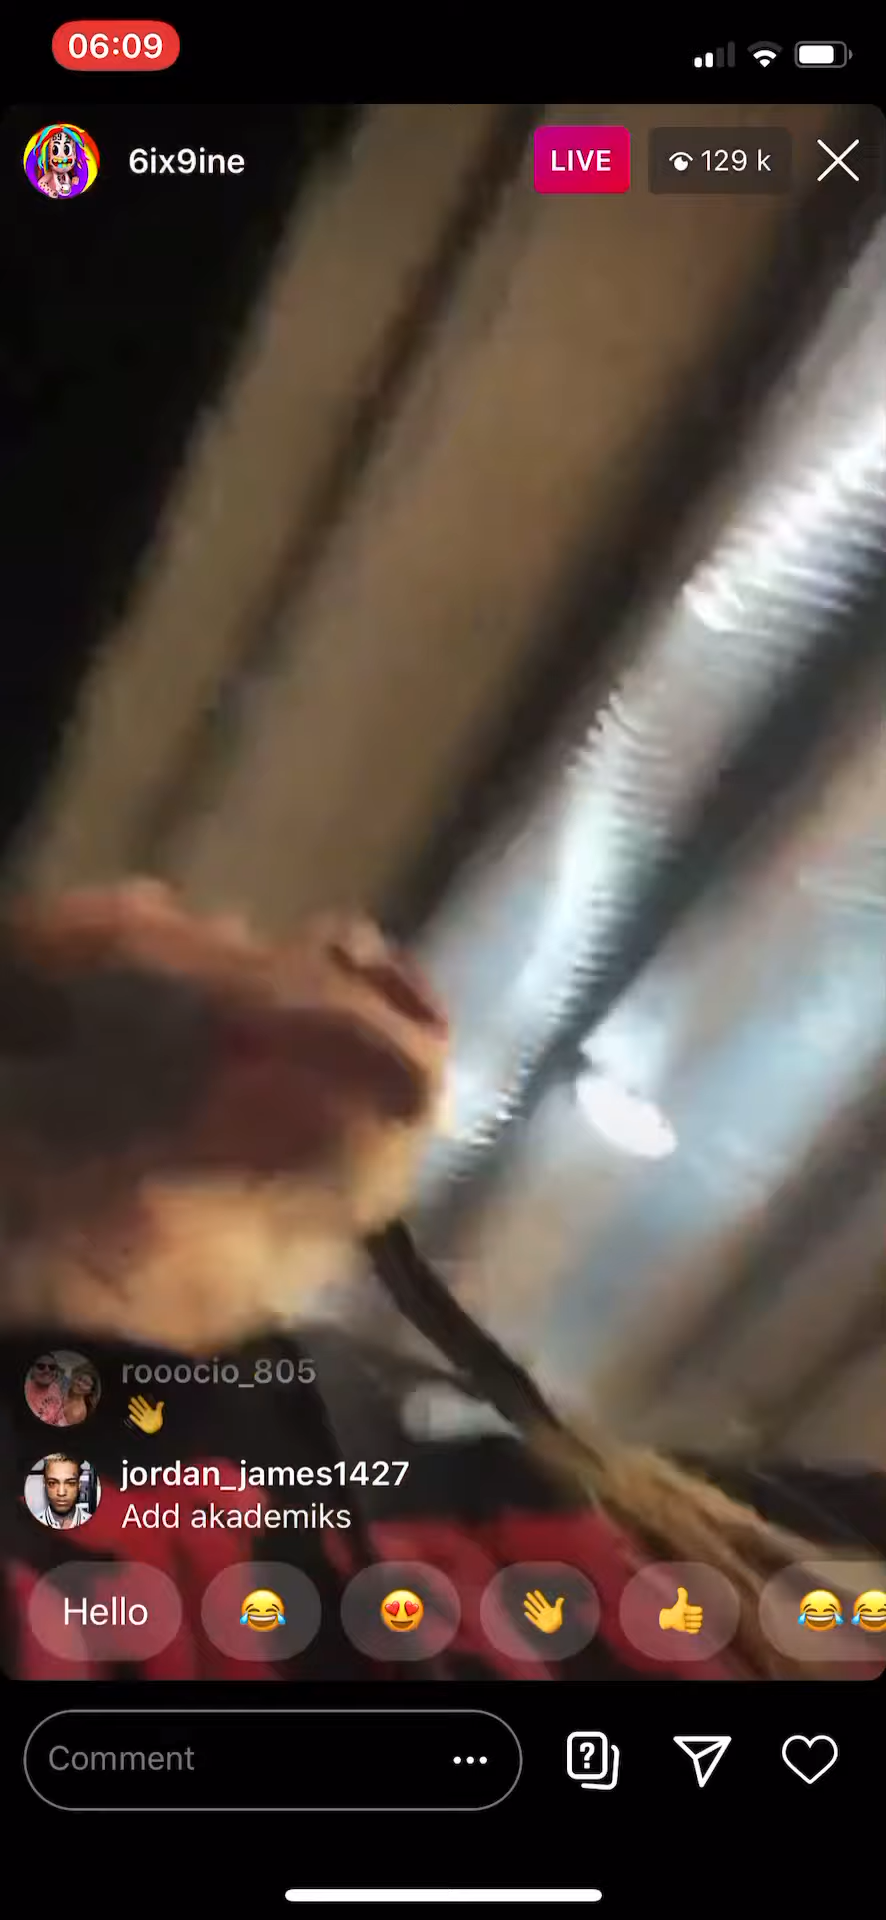 06:09
6ix9ine
LIVE
129 k
rooocio_805
👋
jordan_james1427
Add akademiks
Hello
Comment